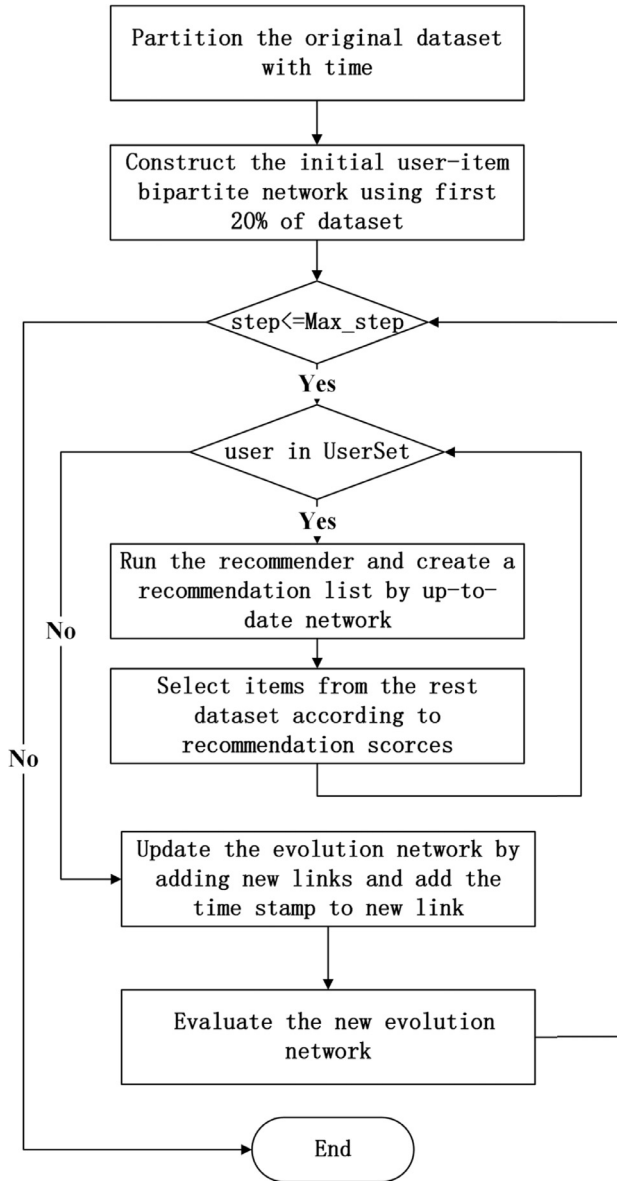 Partition the original dataset
with time
Construct the initial user-item
bipartite network using first
20% of dataset
step<=Max_step
Yes
user in UserSet
Yes
Run the recommender and create a
recommendation list by up-to-
date network
No
Select items from the rest
dataset according to
recommendation scorces
No
Update the evolution network by
adding new links and add the
time stamp to new link
Evaluate the new evolution
network
End